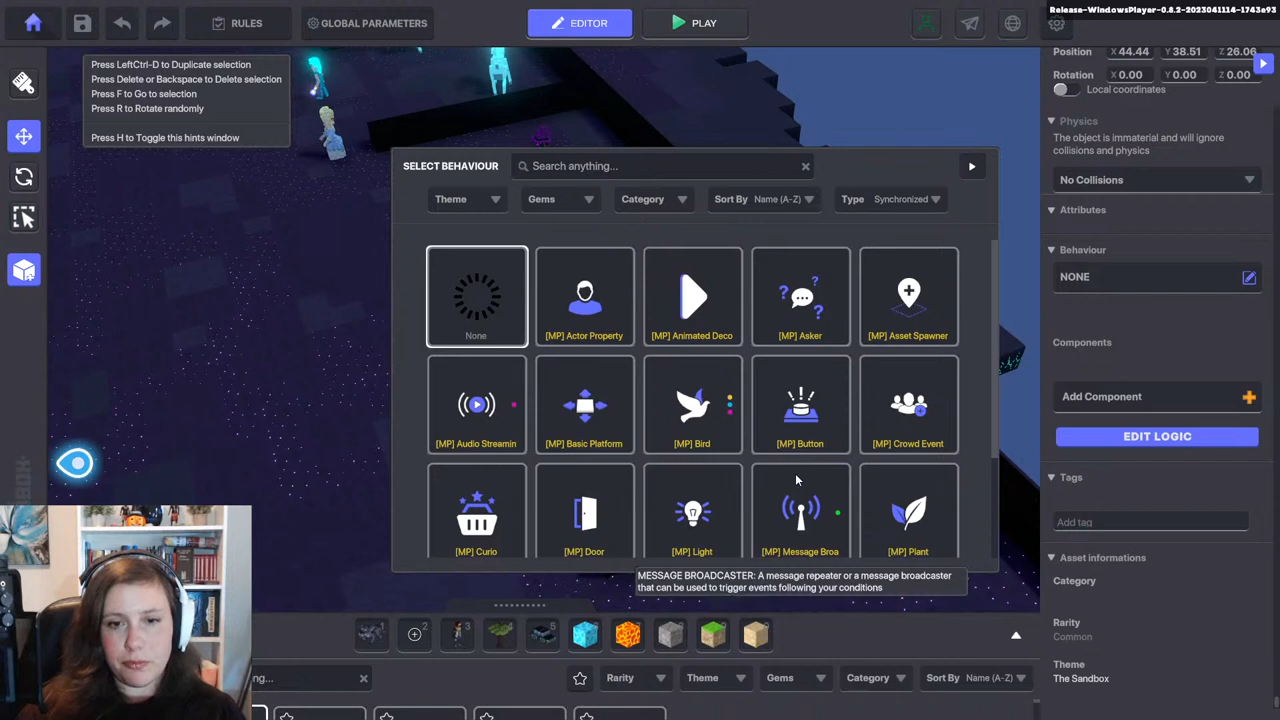 Release-WindowsPlayer-0.8.2-2023041114-1743e93
RULES
GLOBAL PARAMETERS
EDITOR
PLAY
Press LeftCtrl-D to Duplicate selection
Press Delete or Backspace to Delete selection
Press F to Go to selection
Press R to Rotate randomly
Press H to Toggle this hints window
Position X 44.44 Y 38.51 Z 26.06
Rotation X 0.00 Y 0.00 Z 0.00
Local coordinates
Physics
The object is immaterial and will ignore
collisions and physics
No Collisions
Attributes
Behaviour
NONE
Components
Add Component
EDIT LOGIC
Tags
Add tag
Asset informations
Category
Rarity
Common
Theme
The Sandbox
SELECT BEHAVIOUR
Search anything...
Theme Gems Category Sort By Name (A-Z) Type Synchronized
None [MP] Actor Property [MP] Animated Deco [MP] Asker [MP] Asset Spawner
[MP] Audio Streamin [MP] Basic Platform [MP] Bird [MP] Button [MP] Crowd Event
[MP] Curio [MP] Door [MP] Light [MP] Message Broa [MP] Plant
MESSAGE BROADCASTER: A message repeater or a message broadcaster
that can be used to trigger events following your conditions
1 2 3 4 5
ng...
Rarity Theme Gems Category Sort By Name (A-Z)